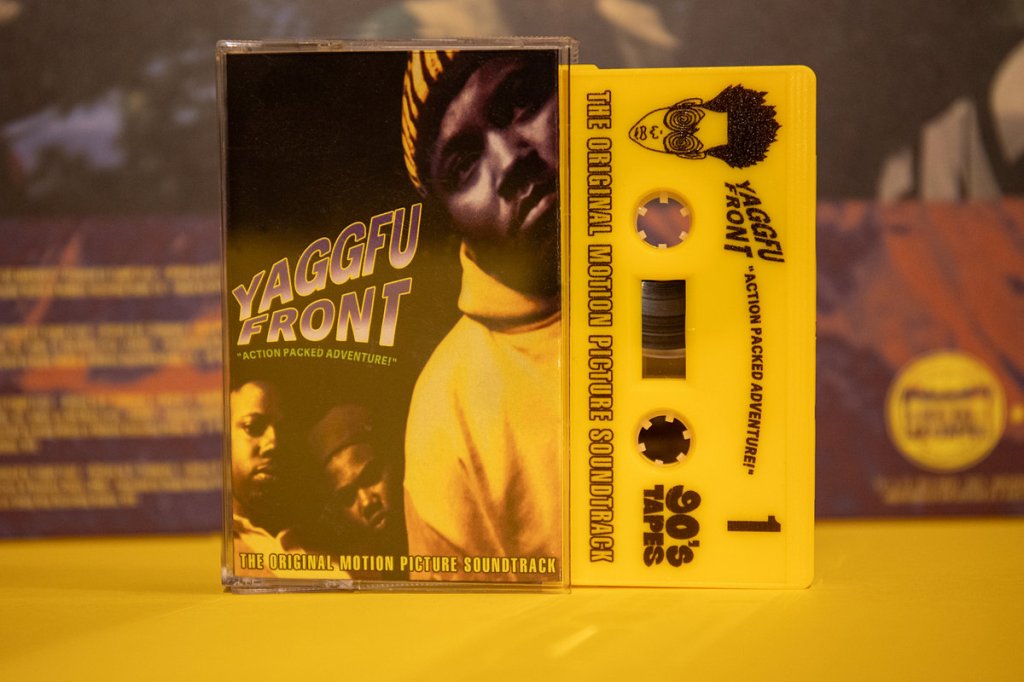 YAGGFU
FRONT
"ACTION PACKED ADVENTURE!"
THE ORIGINAL MOTION PICTURE SOUNDTRACK
THE ORIGINAL MOTION PICTURE SOUNDTRACK
YAGGFU
FRONT
"ACTION PACKED ADVENTURE!"
90's
TAPES
1